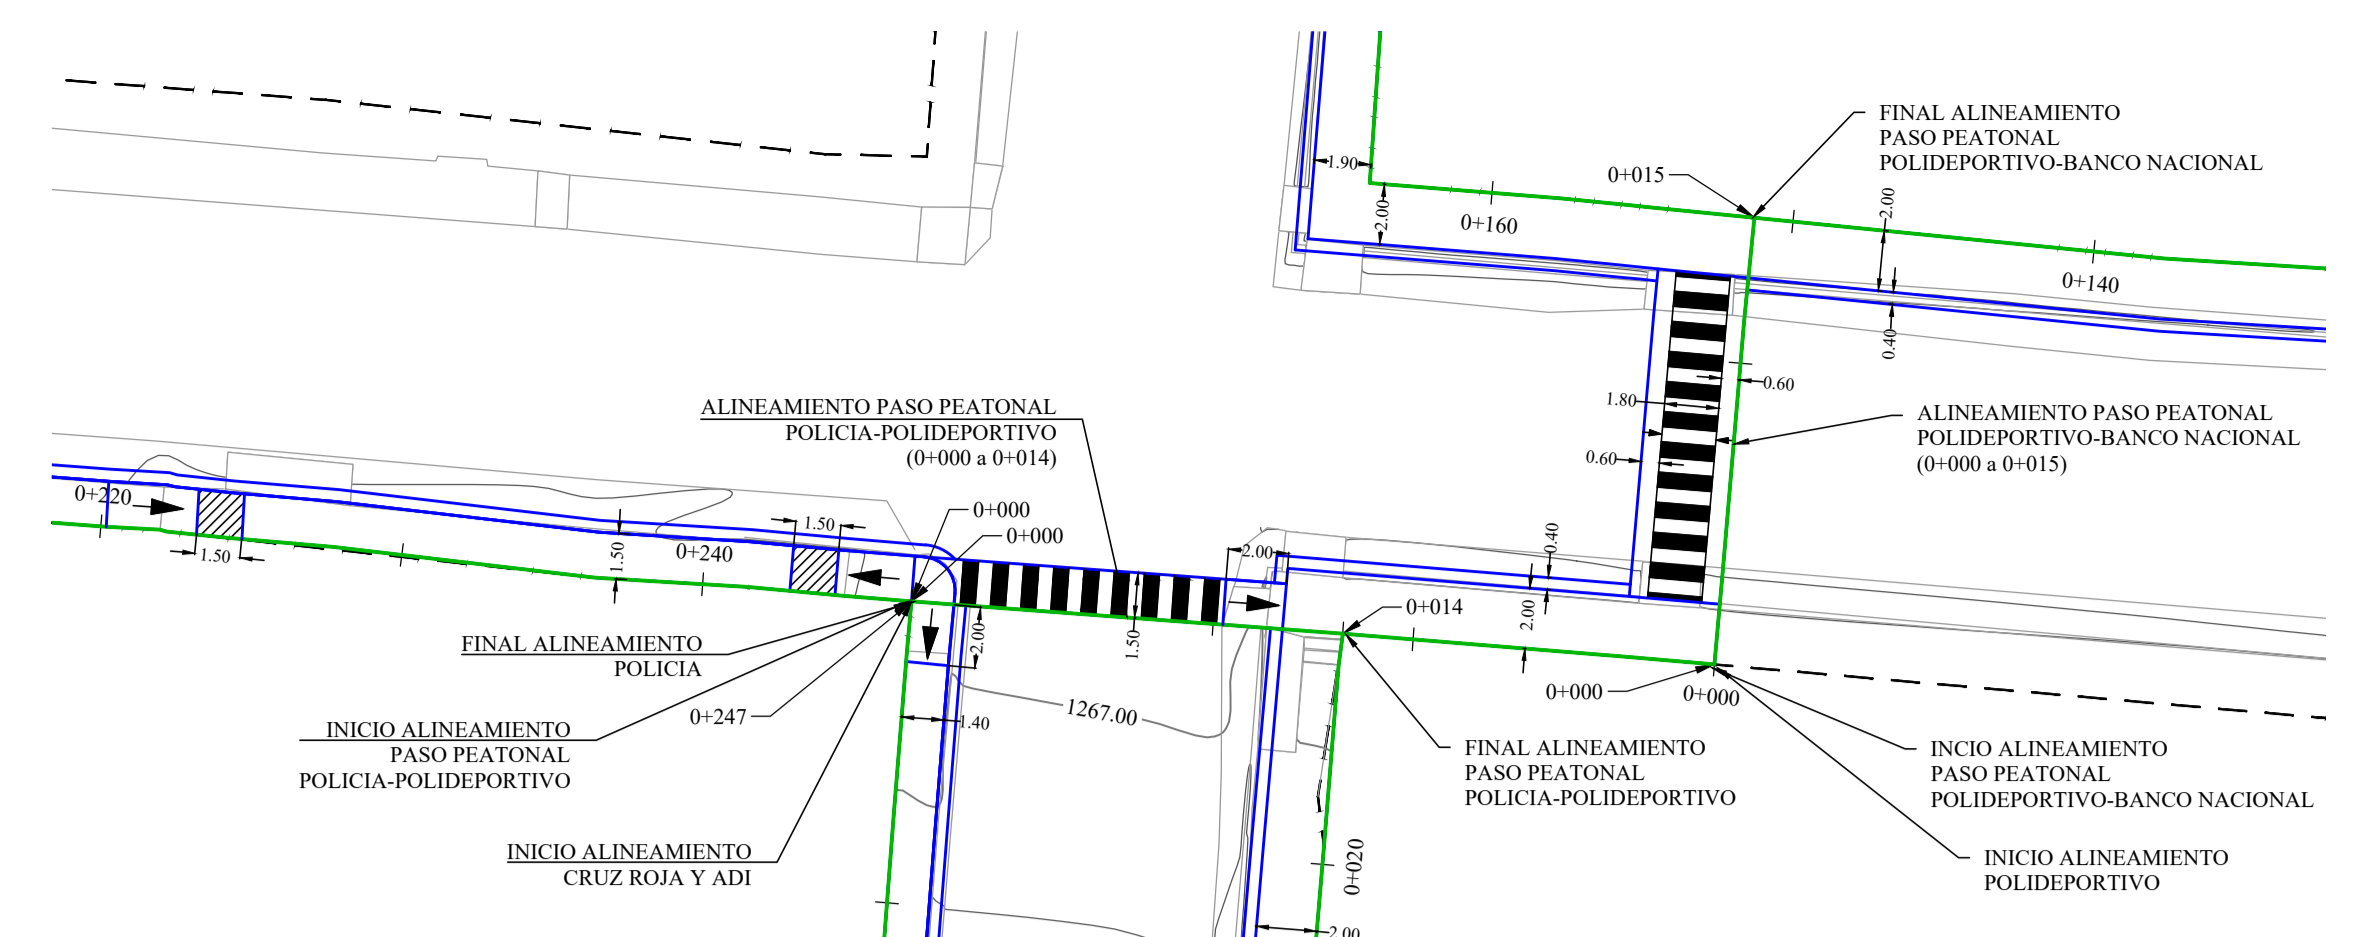 FINAL ALINEAMIENTO
PASO PEATONAL
POLIDEPORTIVO-BANCO NACIONAL
1.90
0+015
2.00
2.00
0+160
0+140
0.40
0.60
1.80
ALINEAMIENTO PASO PEATONAL
POLIDEPORTIVO-BANCO NACIONAL
(0+000 a 0+015)
0.60
ALINEAMIENTO PASO PEATONAL
POLICIA-POLIDEPORTIVO
(0+000 a 0+014)
0+220
1.50
1.50
0+240
1.50
0+000
0+000
2.00
0.40
2.00
0+014
1.50
2.00
FINAL ALINEAMIENTO
POLICIA
0+247
1.40
1267.00
INICIO ALINEAMIENTO
PASO PEATONAL
POLICIA-POLIDEPORTIVO
0+000
0+000
FINAL ALINEAMIENTO
PASO PEATONAL
POLICIA-POLIDEPORTIVO
INCIO ALINEAMIENTO
PASO PEATONAL
POLIDEPORTIVO-BANCO NACIONAL
INICIO ALINEAMIENTO
CRUZ ROJA Y ADI
0+020
INICIO ALINEAMIENTO
POLIDEPORTIVO
2.00